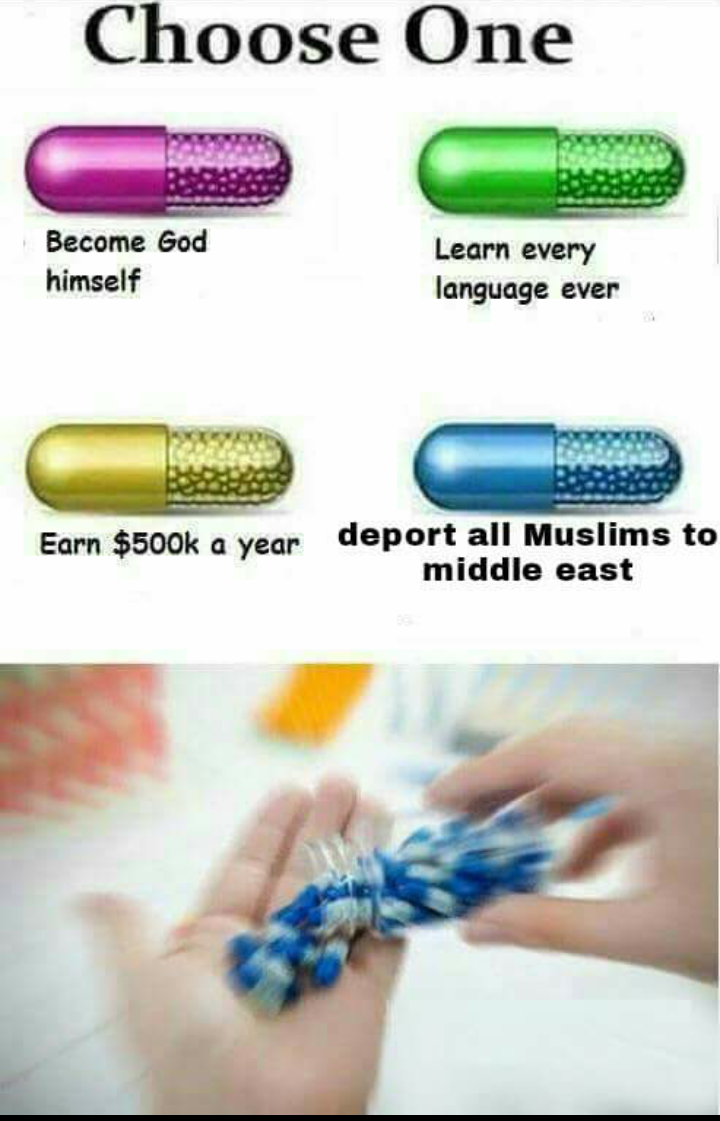 Choose One
Become God
himself
Learn every
language ever
Earn $500k a year
deport all Muslims to
middle east